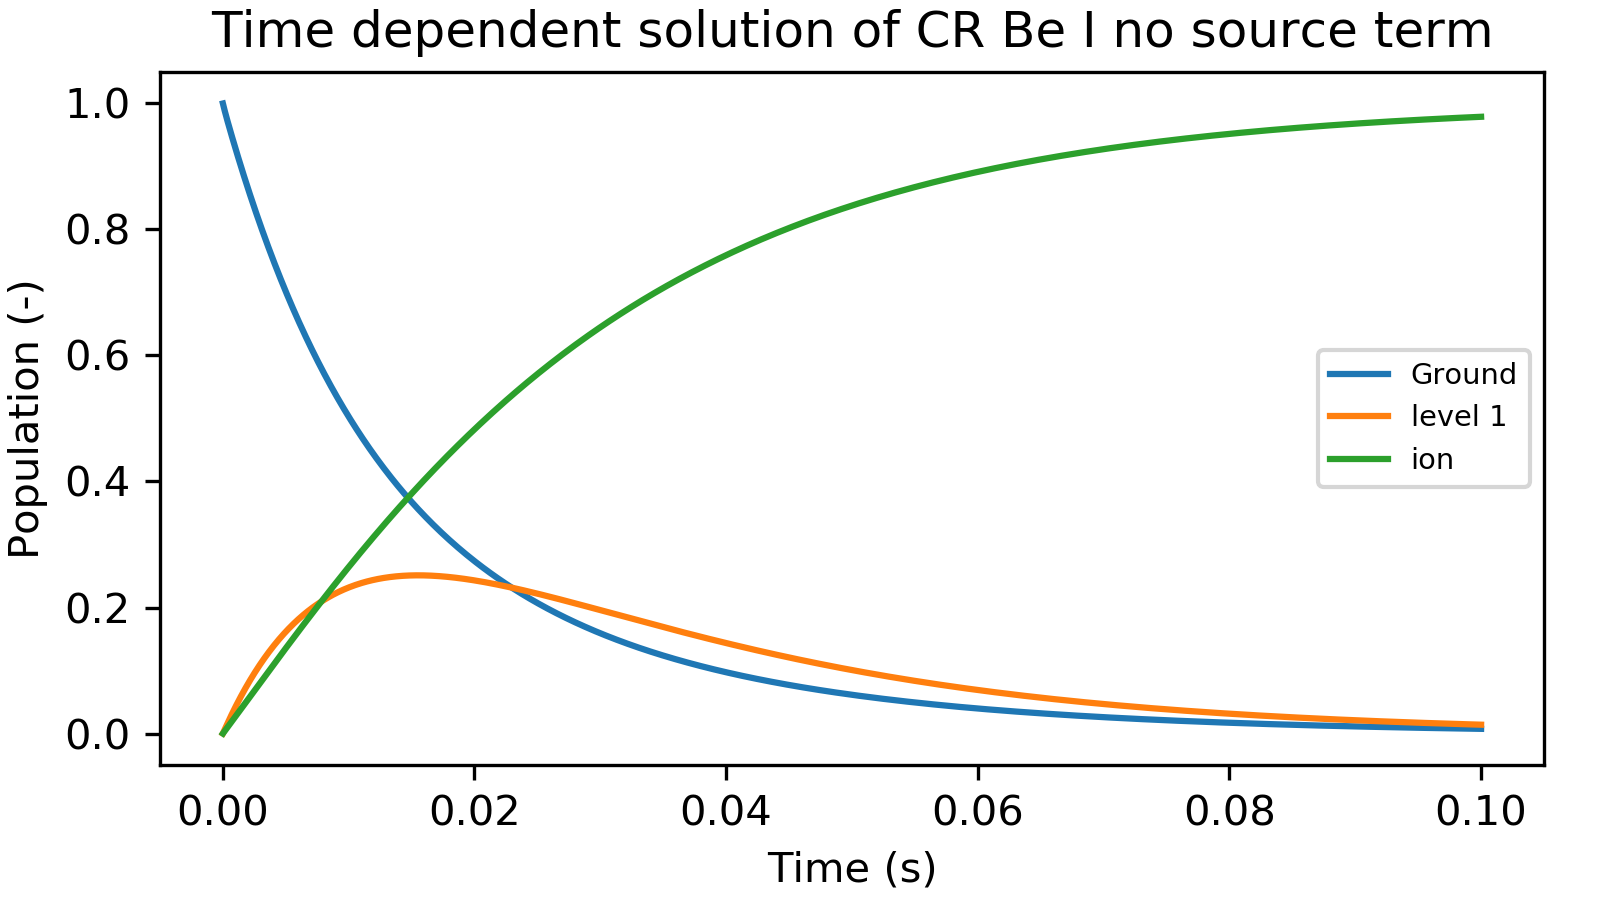 Time dependent solution of CR Be I no source term
Population (-)
1.0
0.8
0.6
0.4
0.2
0.0
Ground
level 1
ion
0.00 0.02 0.04 0.06 0.08 0.10
Time (s)